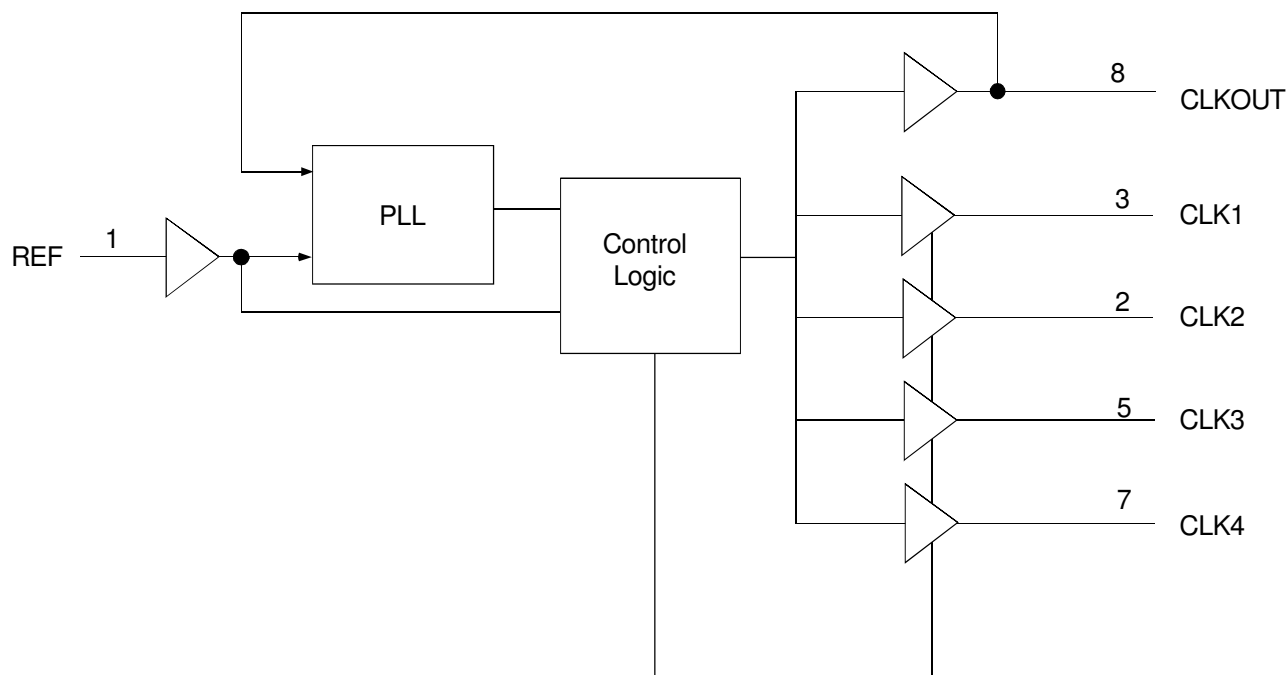 8
CLKOUT
PLL
3
CLK1
REF
1
Control
Logic
2
CLK2
5
CLK3
7
CLK4